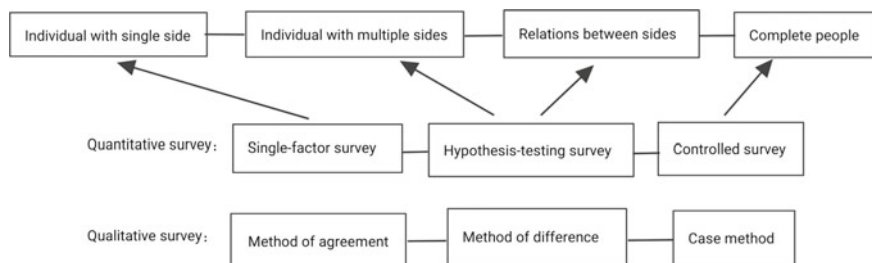 Individual with single side
Individual with multiple sides
Relations between sides
Complete people
Quantitative survey:
Single-factor survey
Hypothesis-testing survey
Controlled survey
Qualitative survey:
Method of agreement
Method of difference
Case method